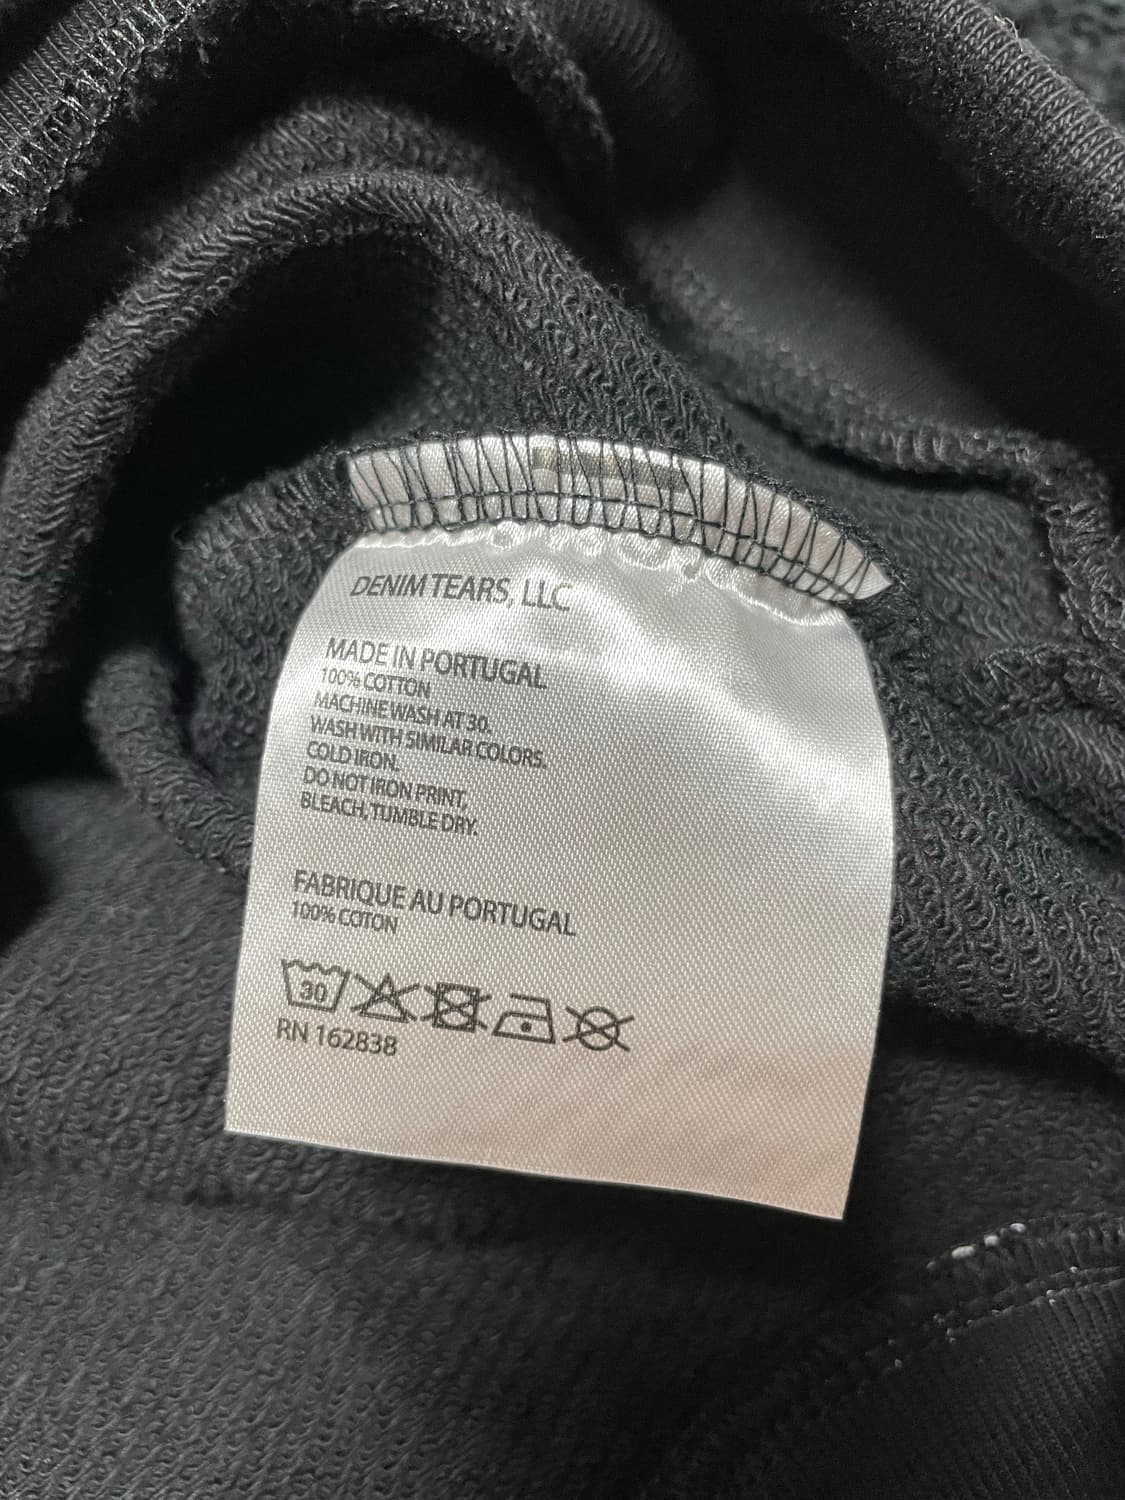 DENIM TEARS, LLC
MADE IN PORTUGAL
100% COTTON
MACHINE WASH AT 30.
WASH WITH SIMILAR COLORS.
COLD IRON.
DO NOT IRON PRINT,
BLEACH, TUMBLE DRY.
FABRIQUE AU PORTUGAL
100% COTON
30
RN 162838